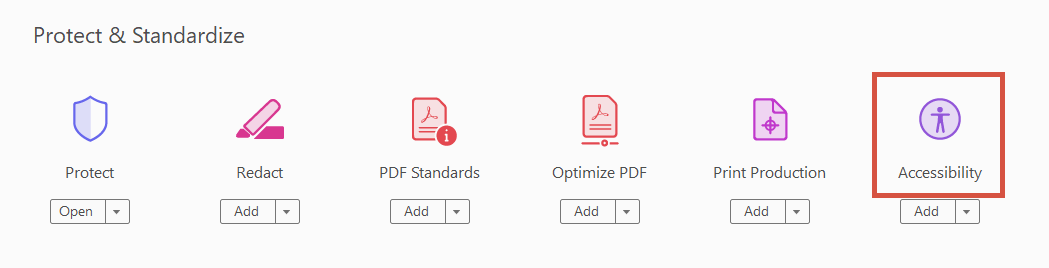 Protect & Standardize
Protect Redact PDF Standards Optimize PDF Print Production Accessibility
Open Add Add Add Add Add